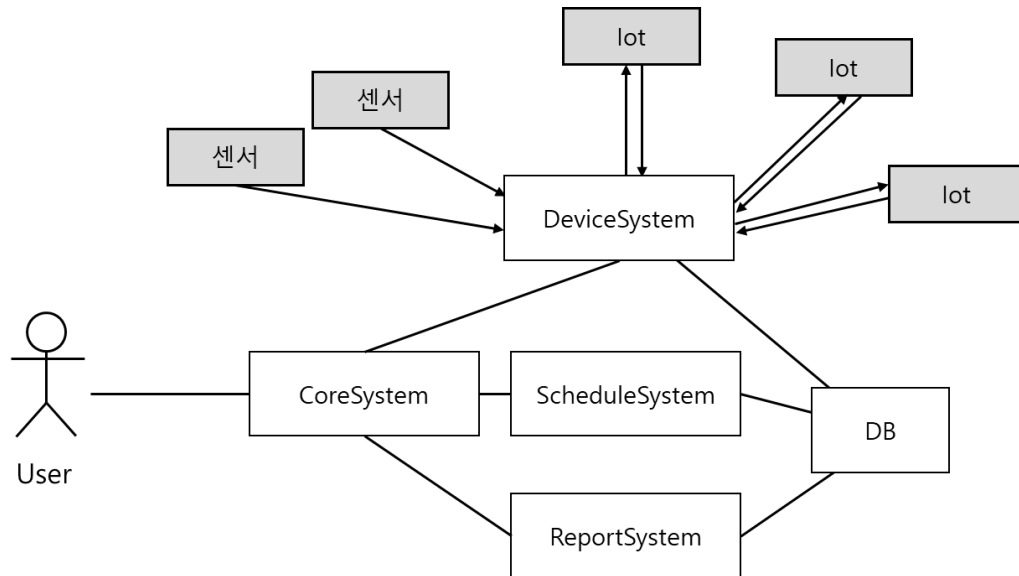 Iot
Iot
센서
센서
Iot
DeviceSystem
CoreSystem
ScheduleSystem
DB
User
ReportSystem